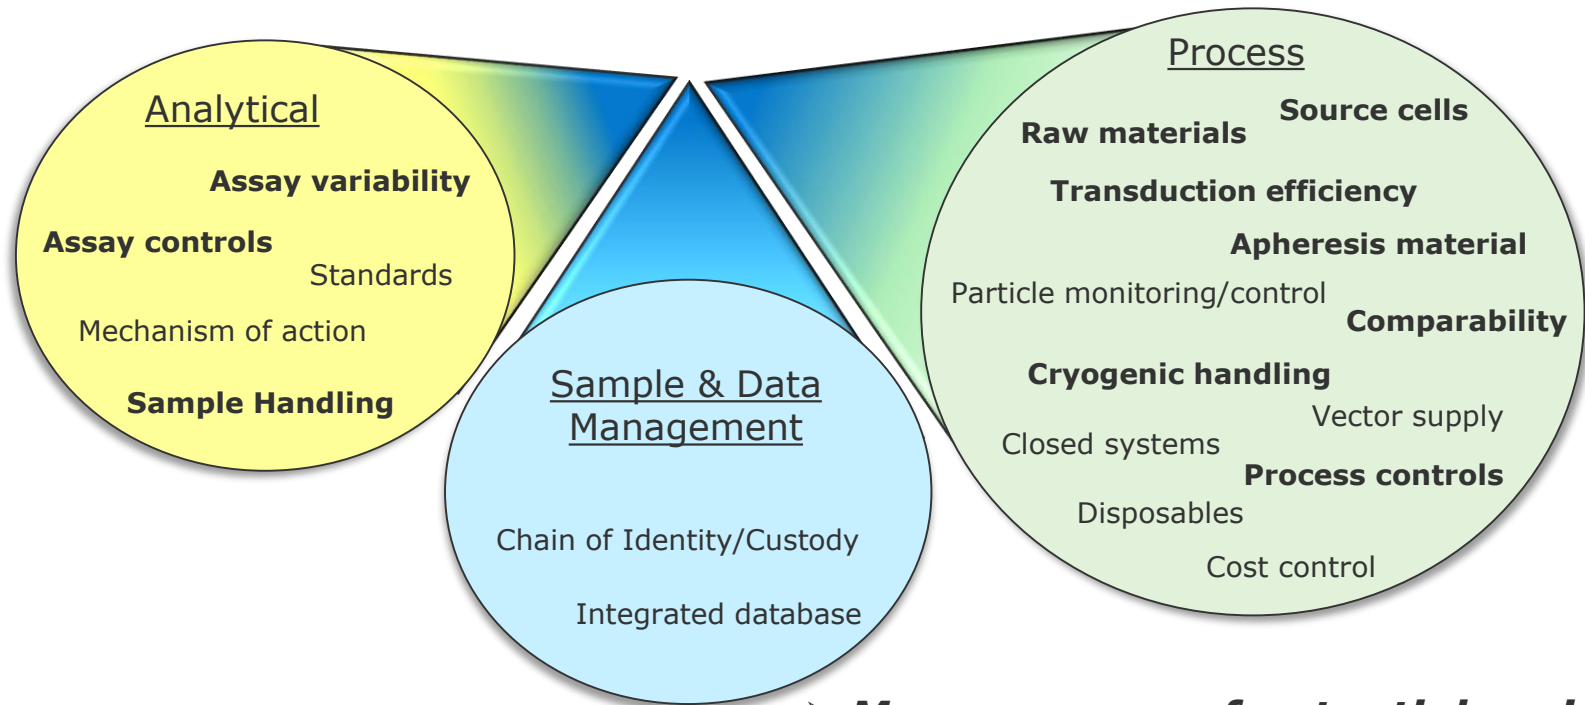 Analytical
Assay variability
Assay controls
Standards
Mechanism of action
Sample Handling
Sample & Data
Management
Chain of Identity/Custody
Integrated database
Process
Source cells
Raw materials
Transduction efficiency
Apheresis material
Particle monitoring/control
Comparability
Cryogenic handling
Vector supply
Closed systems
Process controls
Disposables
Cost control